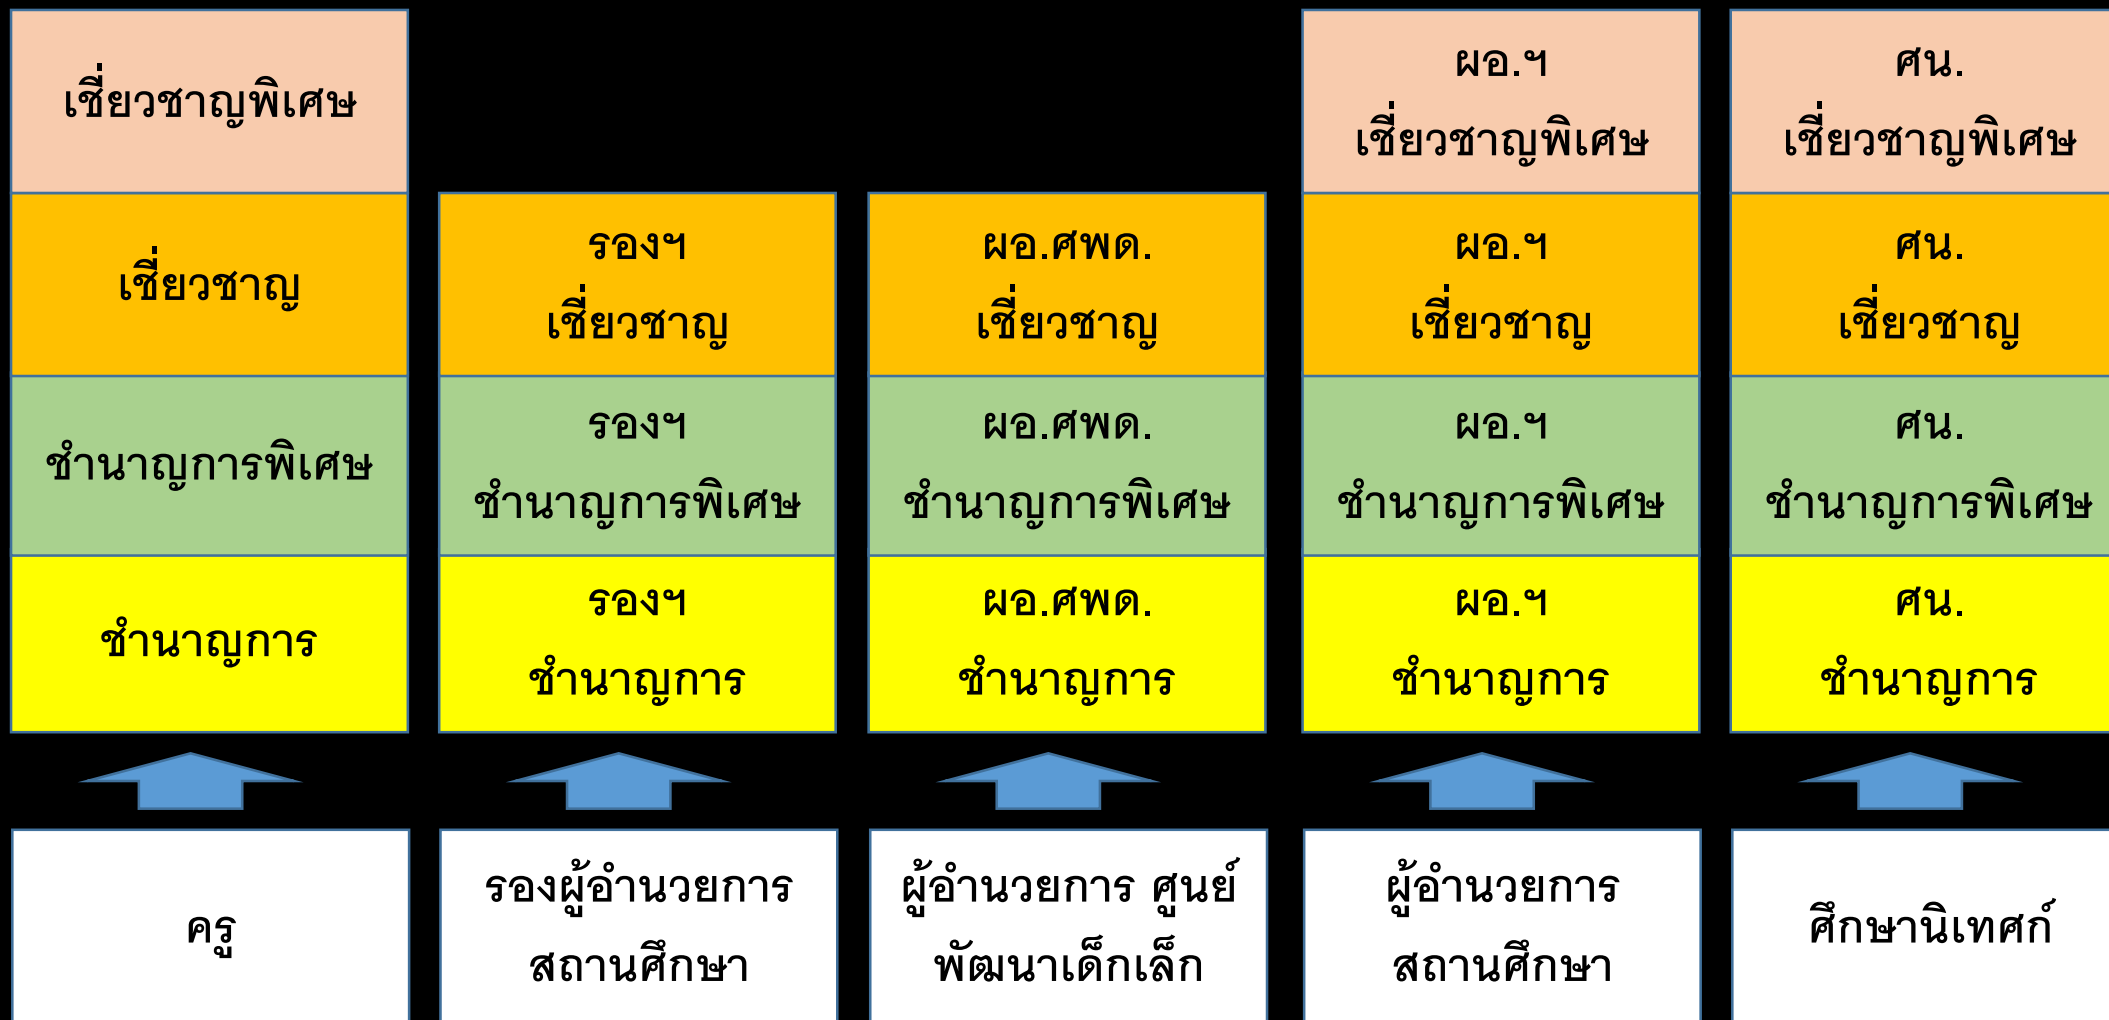 เชี่ยวชาญพิเศษ
ผอ.ฯ
เชี่ยวชาญพิเศษ
ศน.
เชี่ยวชาญพิเศษ
เชี่ยวชาญ
รองฯ
เชี่ยวชาญ
ผอ.ศพด.
เชี่ยวชาญ
ผอ.ฯ
เชี่ยวชาญ
ศน.
เชี่ยวชาญ
ชำนาญการพิเศษ
รองฯ
ชำนาญการพิเศษ
ผอ.ศพด.
ชำนาญการพิเศษ
ผอ.ฯ
ชำนาญการพิเศษ
ศน.
ชำนาญการพิเศษ
ชำนาญการ
รองฯ
ชำนาญการ
ผอ.ศพด.
ชำนาญการ
ผอ.ฯ
ชำนาญการ
ศน.
ชำนาญการ
ครู
รองผู้อำนวยการ
สถานศึกษา
ผู้อำนวยการ ศูนย์
พัฒนาเด็กเล็ก
ผู้อำนวยการ
สถานศึกษา
ศึกษานิเทศก์